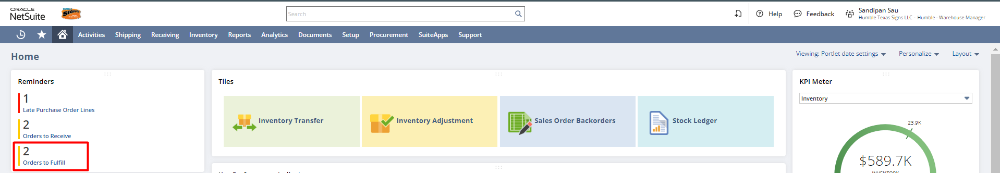 ORACLE
NetSuite
SIGN CO
Search
Help
Feedback
Sandipan Sau
Humble Texas Signs LLC - Humble - Warehouse Manager
Activities Shipping Receiving Inventory Reports Analytics Documents Setup Procurement SuiteApps Support
Home
Viewing: Portlet date settings
Personalize
Layout
Reminders
1
Late Purchase Order Lines
2
Orders to Receive
2
Orders to Fulfill
Tiles
Inventory Transfer
Inventory Adjustment
Sales Order Backorders
Stock Ledger
KPI Meter
Inventory
23.9K
$589.7K
INVENTORY